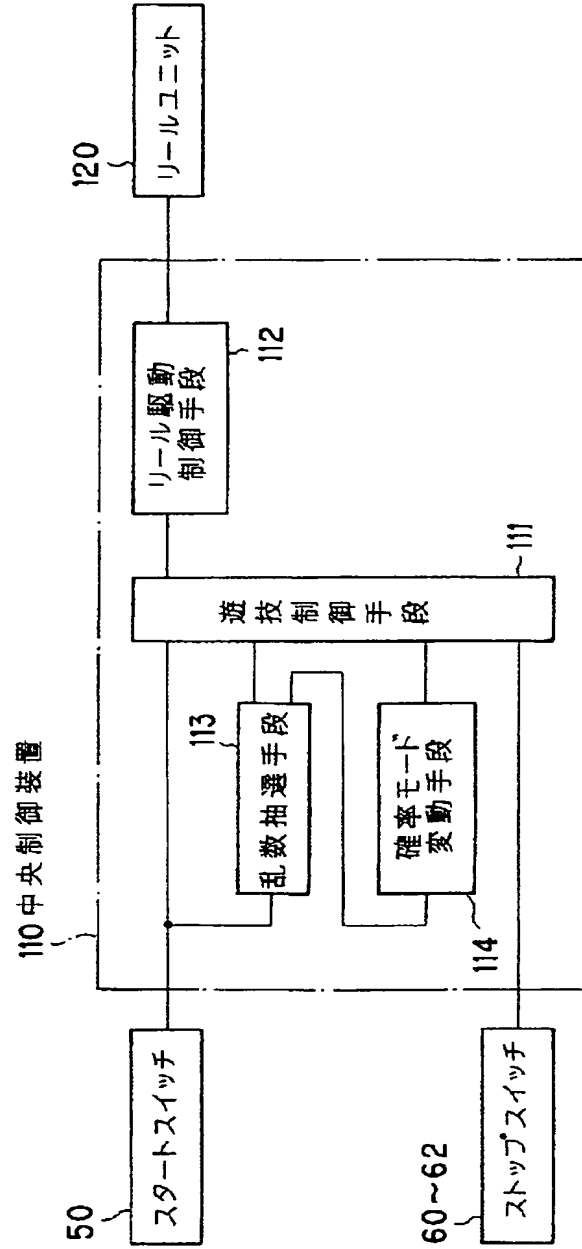 110 中央制御装置
50
スタートスイッチ
60~62
ストップスイッチ
113
乱数抽選手段
114
確率モード
変動手段
遊技制御手段
111
リール駆動
制御手段
112
120
リールユニット